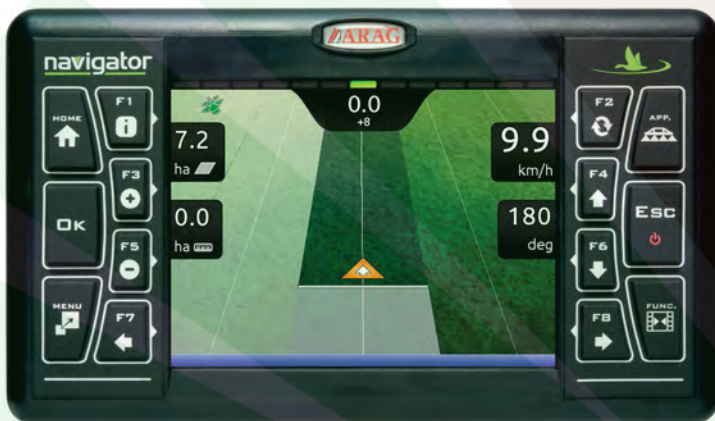 ARAG
navigator
HOME
F1
OK
F3
F5
MENU
F7
0.0
+8
7.2
ha
0.0
ha
9.9
km/h
180
deg
F2
APP.
F4
ESC
F6
F8
FUNC.